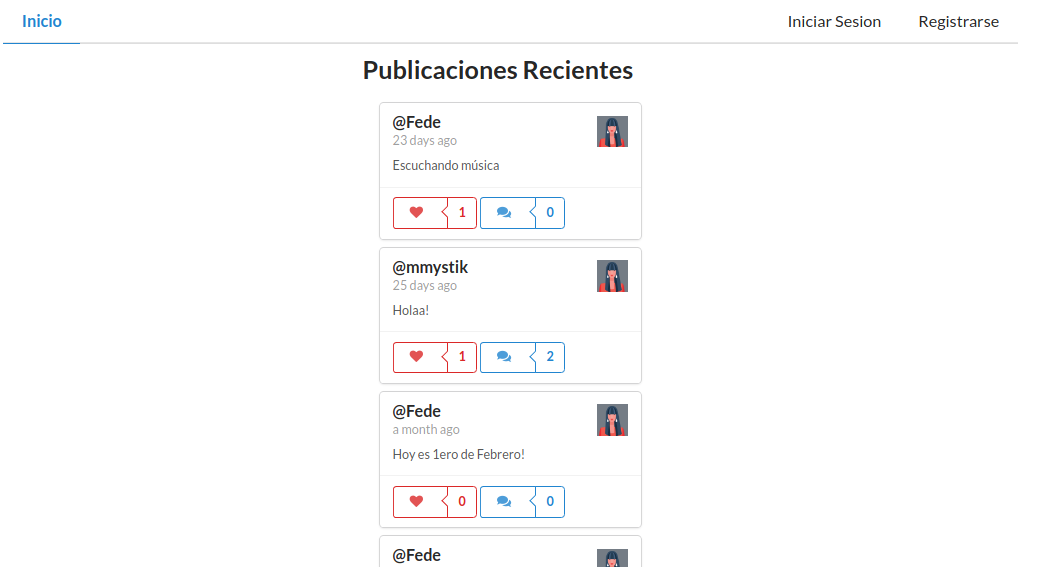 Inicio Iniciar Sesion Registrarse
Publicaciones Recientes
@Fede
23 days ago
Escuchando música
1 0
@mmystik
25 days ago
Holaa!
1 2
@Fede
a month ago
Hoy es 1ero de Febrero!
0 0
@Fede